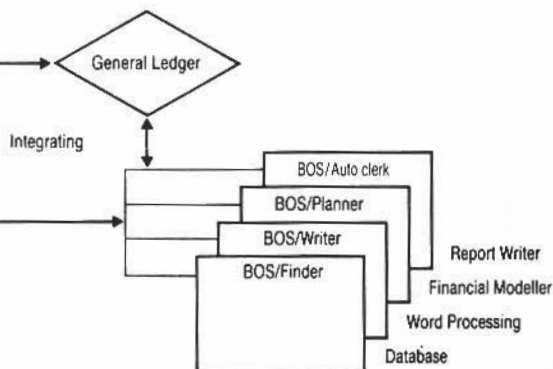 General Ledger
Integrating
BOS/Auto clerk
BOS/Planner
BOS/Writer
BOS/Finder
Report Writer
Financial Modeller
Word Processing
Database